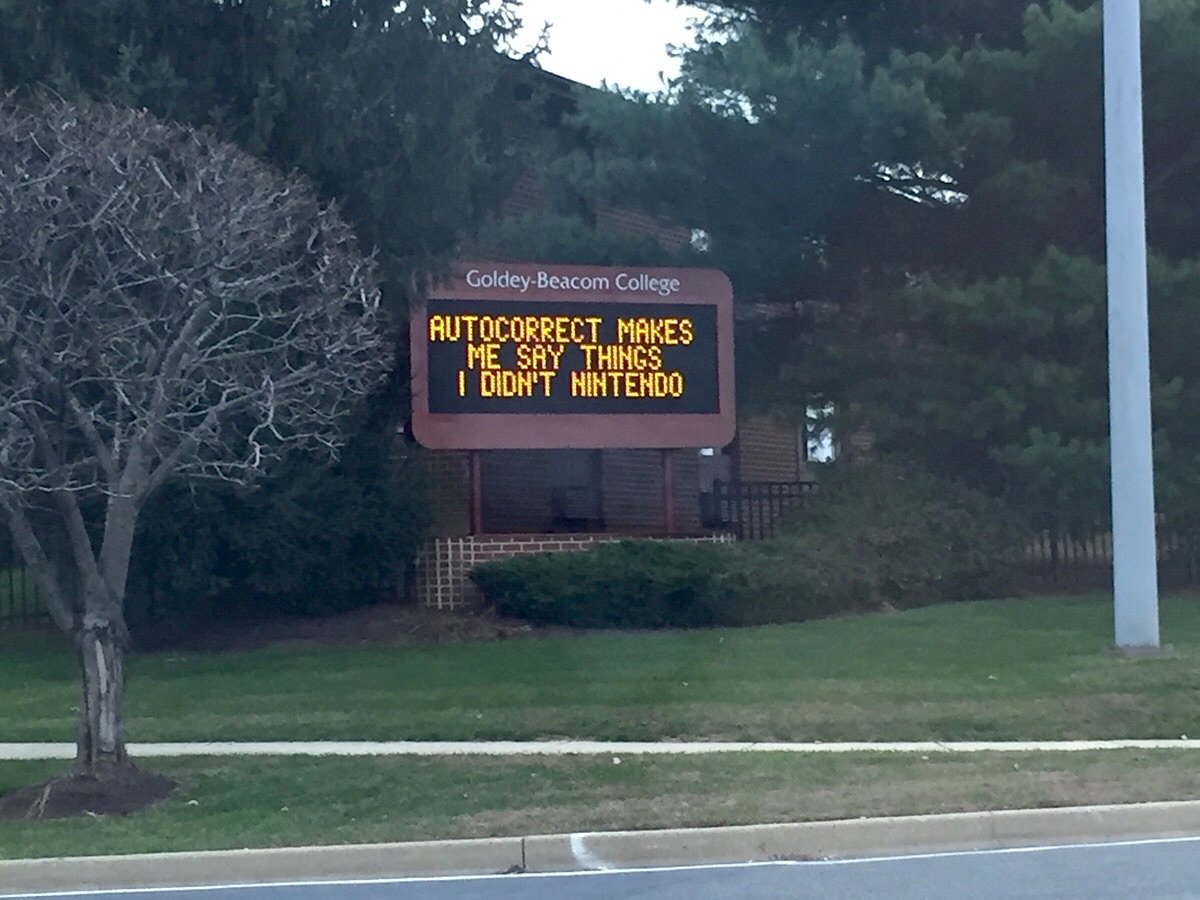 Goldey-Beacom College
AUTOCORRECT MAKES
ME SAY THINGS
I DIDN'T NINTENDO